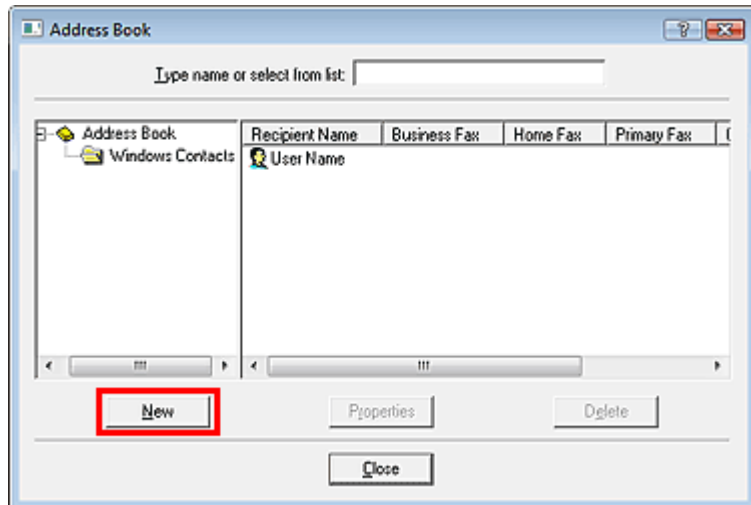 Address Book
Type name or select from list:
Address Book
Windows Contacts
Recipient Name Business Fax Home Fax Primary Fax
User Name
New Properties Delete
Close